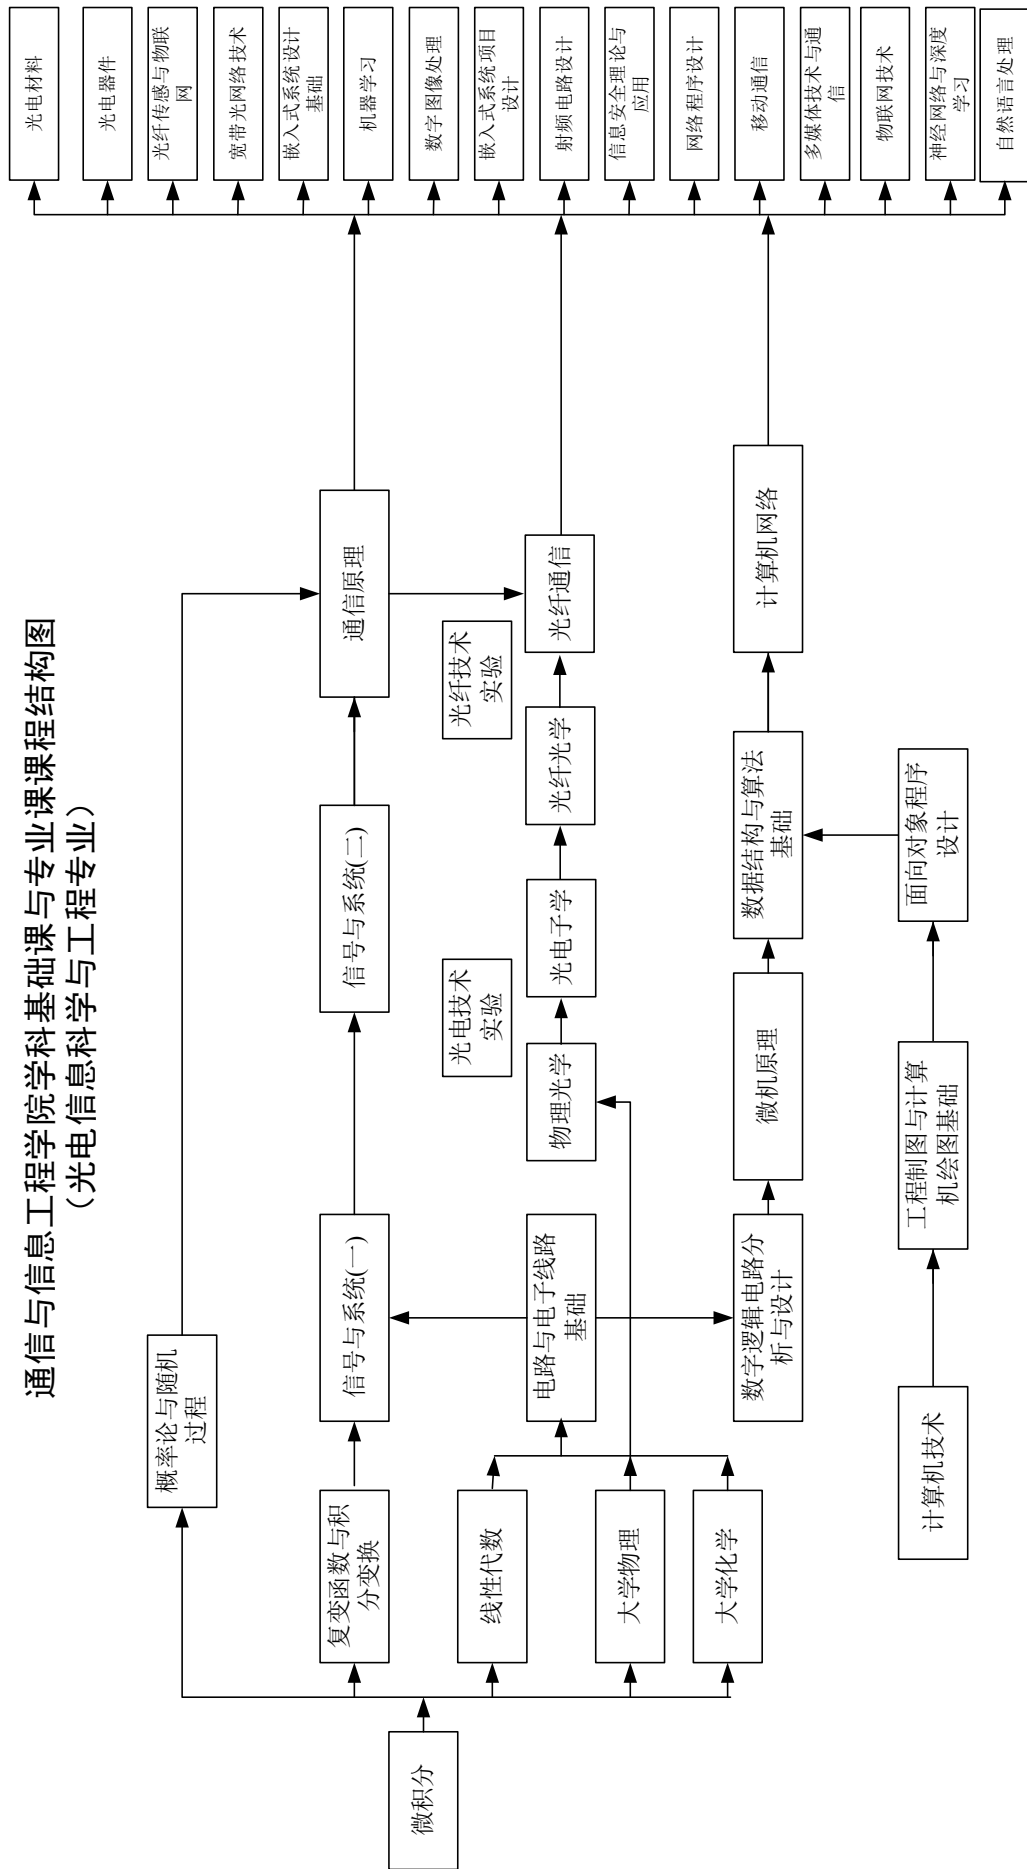 通信与信息工程学院学科基础课与专业课课程结构图
（光电信息科学与工程专业）
微积分
概率论与随机
过程
复变函数与积
分变换
线性代数
大学物理
大学化学
计算机技术
信号与系统(一)
电路与电子线路
基础
数字逻辑电路分
析与设计
工程制图与计算
机绘图基础
物理光学
微机原理
光电技术
实验
信号与系统(二)
光电子学
数据结构与算法
基础
面向对象程序
设计
光纤光学
光纤技术
实验
通信原理
光纤通信
计算机网络
光电材料
光电器件
光纤传感与物联
网
宽带光网络技术
嵌入式系统设计
基础
机器学习
数字图像处理
嵌入式系统项目
设计
射频电路设计
信息安全理论与
应用
网络程序设计
移动通信
多媒体技术与通
信
物联网技术
神经网络与深度
学习
自然语言处理